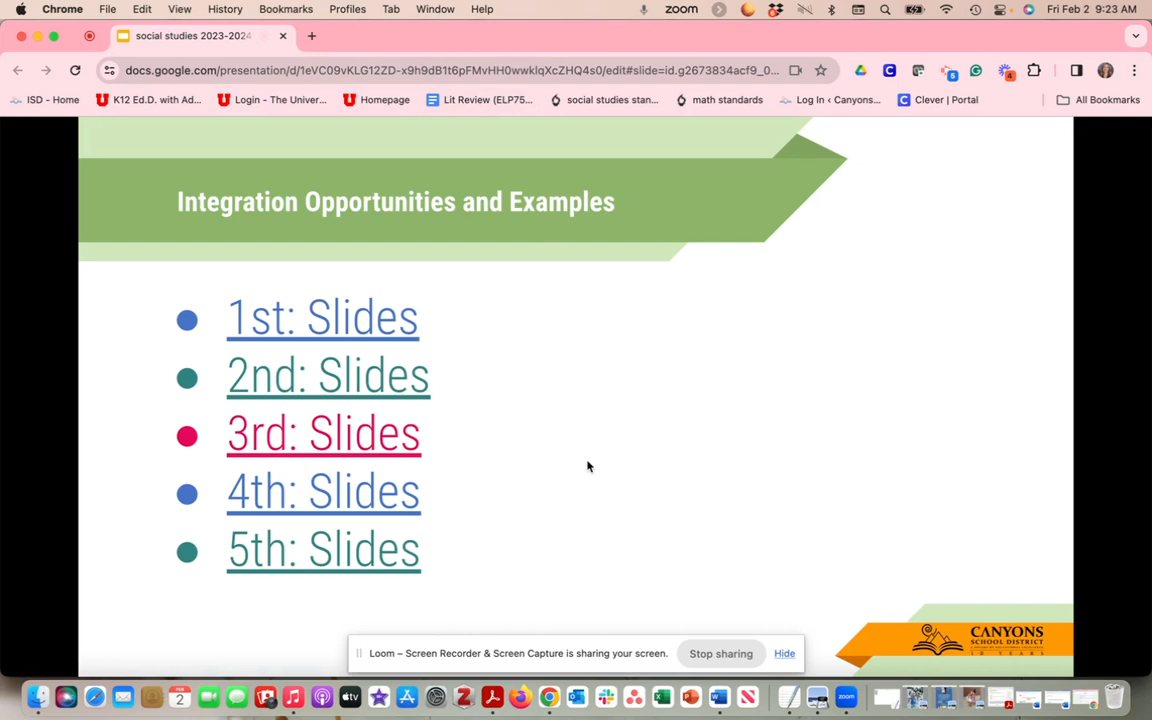 Chrome File Edit View History Bookmarks Profiles Tab Window Help zoom Fri Feb 2 9:23 AM
social studies 2023-2024
docs.google.com/presentation/d/1eVC09vKLG12ZD-x9h9dB1t6pFMvHH0wwklqXcZHQ4s0/edit#slide=id.g2673834acf9_0...
ISD - Home K12 Ed.D. with Ad... Login - The Univer... Homepage Lit Review (ELP75... social studies stan... math standards Log In ‹ Canyons... Clever | Portal All Bookmarks
Integration Opportunities and Examples
1st: Slides
2nd: Slides
3rd: Slides
4th: Slides
5th: Slides
CANYONS
SCHOOL DISTRICT
Loom – Screen Recorder & Screen Capture is sharing your screen. Stop sharing Hide